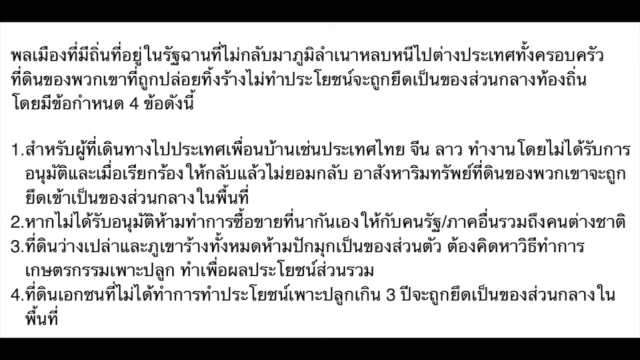 พลเมืองที่มีถิ่นที่อยู่ในรัฐฉานที่ไม่กลับมาภูมิลำเนาหลบหนีไปต่างประเทศทั้งครอบครัว
ที่ดินของพวกเขาที่ถูกปล่อยทิ้งร้างไม่ทำประโยชน์จะถูกยึดเป็นของส่วนกลางท้องถิ่น
โดยมีข้อกำหนด 4 ข้อดังนี้
1.สำหรับผู้ที่เดินทางไปประเทศเพื่อนบ้านเช่นประเทศไทย จีน ลาว ทำงานโดยไม่ได้รับการ
อนุมัติและเมื่อเรียกร้องให้กลับแล้วไม่ยอมกลับ อาสังหาริมทรัพย์ที่ดินของพวกเขาจะถูก
ยึดเข้าเป็นของส่วนกลางในพื้นที่
2.หากไม่ได้รับอนุมัติห้ามทำการซื้อขายที่นากันเองให้กับคนรัฐ/ภาคอื่นรวมถึงคนต่างชาติ
3.ที่ดินว่างเปล่าและภูเขาร้างทั้งหมดห้ามปักมุกเป็นของส่วนตัว ต้องคิดหาวิธีทำการ
เกษตรกรรมเพาะปลูก ทำเพื่อผลประโยชน์ส่วนรวม
4.ที่ดินเอกชนที่ไม่ได้ทำการทำประโยชน์เพาะปลูกเกิน 3 ปีจะถูกยึดเป็นของส่วนกลางใน
พื้นที่